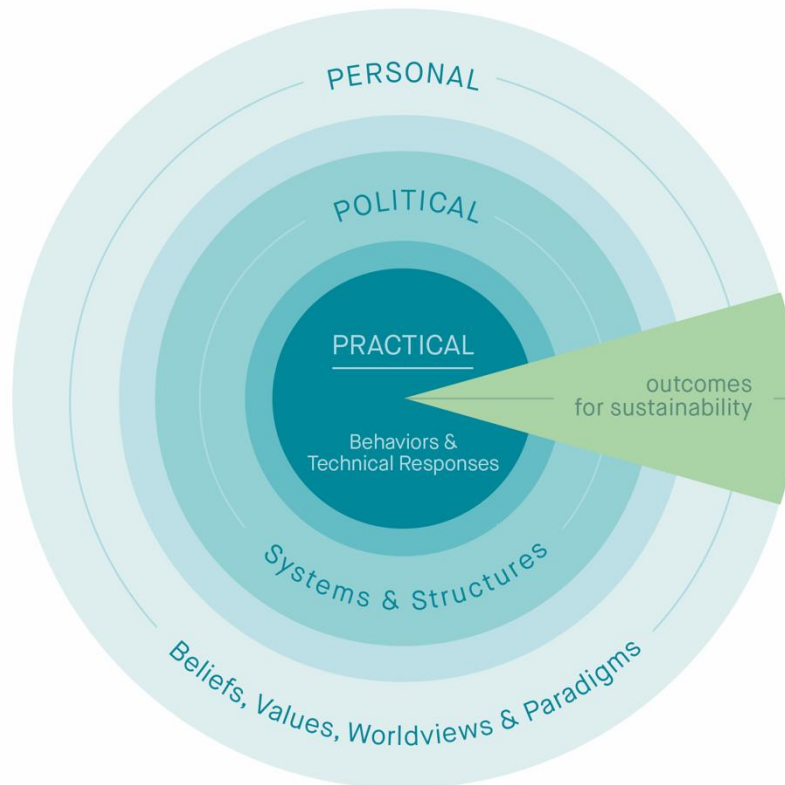 PERSONAL
POLITICAL
PRACTICAL
outcomes
for sustainability
Behaviors &
Technical Responses
Systems & Structures
Beliefs, Values, Worldviews & Paradigms